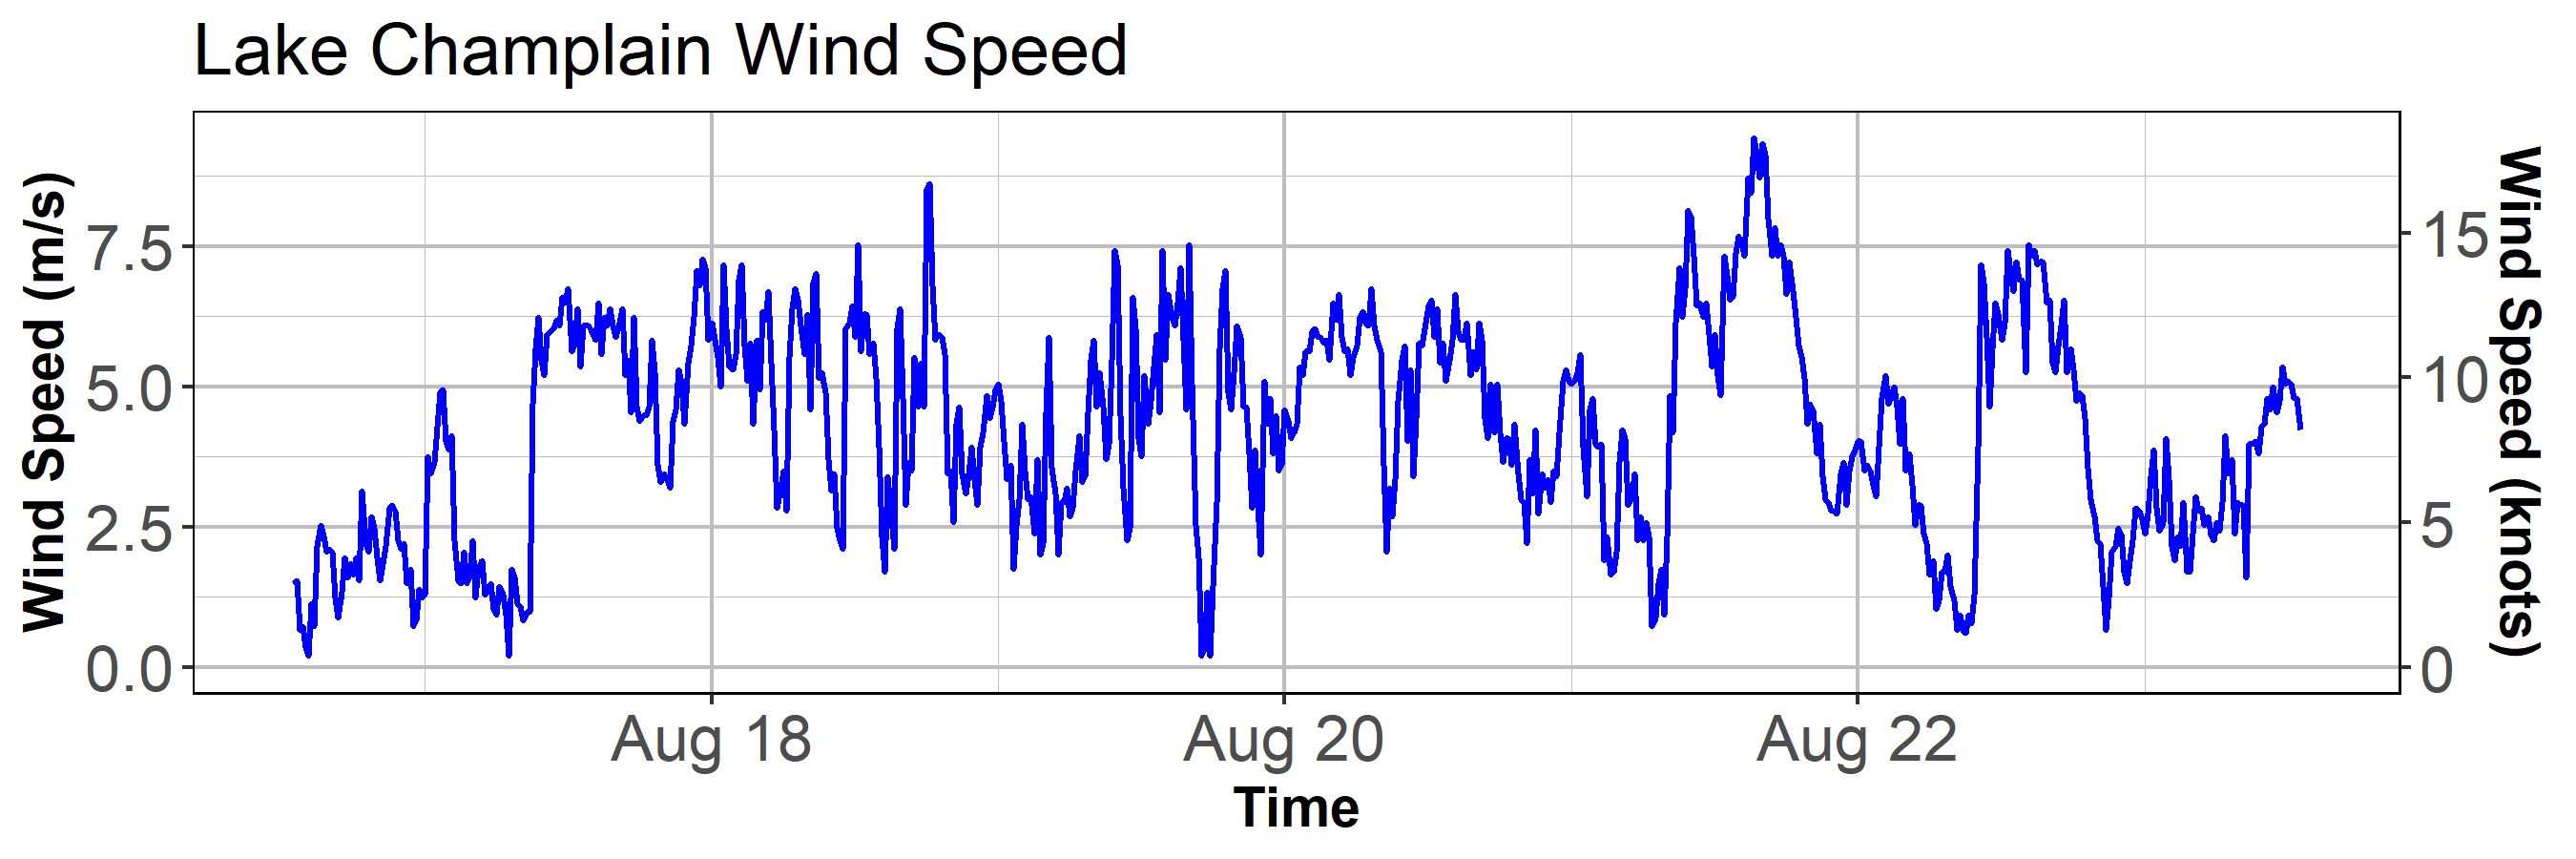 Lake Champlain Wind Speed
Wind Speed (m/s)
7.5
5.0
2.5
0.0
15
10
5
0
Wind Speed (knots)
Aug 18
Aug 20
Aug 22
Time